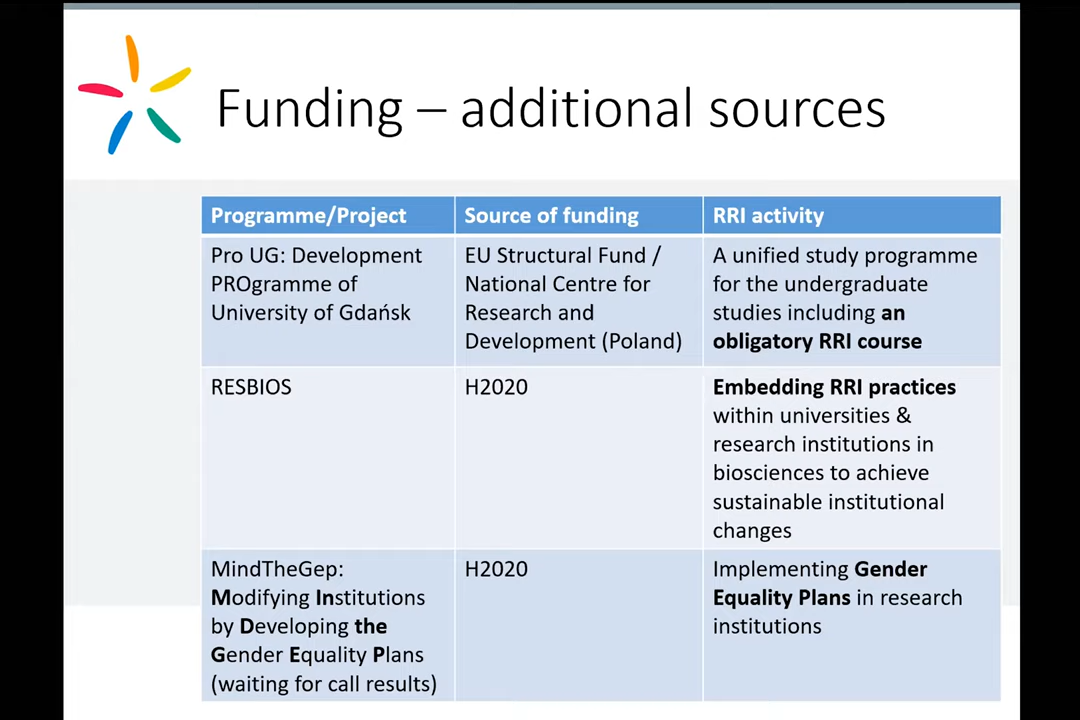 Funding – additional sources
Programme/Project
Source of funding
RRI activity
Pro UG: Development
PROgramme of
University of Gdańsk
EU Structural Fund /
National Centre for
Research and
Development (Poland)
A unified study programme
for the undergraduate
studies including an
obligatory RRI course
RESBIOS
H2020
Embedding RRI practices
within universities &
research institutions in
biosciences to achieve
sustainable institutional
changes
MindTheGep:
Modifying Institutions
by Developing the
Gender Equality Plans
(waiting for call results)
H2020
Implementing Gender
Equality Plans in research
institutions